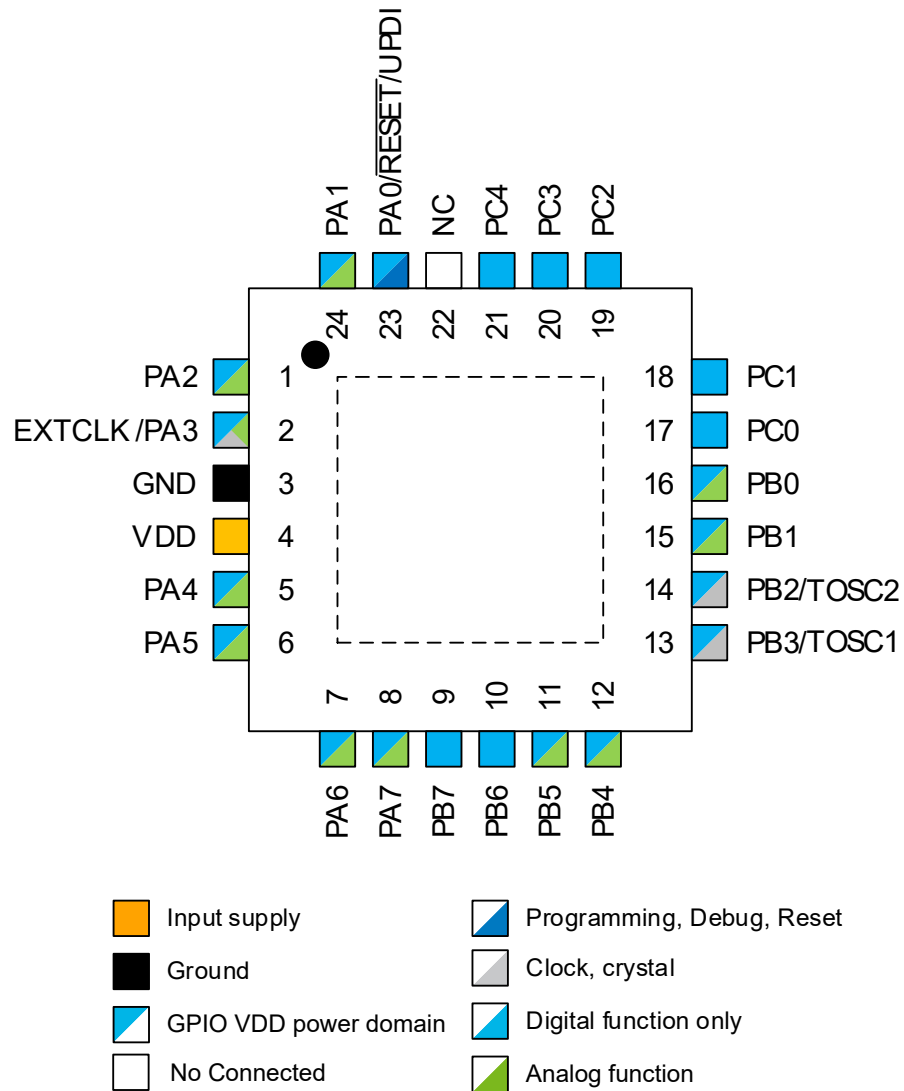 PA1
PA0/RESET/UPDI
NC
PC4
PC3
PC2
24
23
22
21
20
19
PA2 1
18 PC1
EXTCLK/PA3 2
17 PC0
GND 3
16 PB0
VDD 4
15 PB1
PA4 5
14 PB2/TOSC2
PA5 6
13 PB3/TOSC1
7
8
9
10
11
12
PA6
PA7
PB7
PB6
PB5
PB4
Input supply
Programming, Debug, Reset
Ground
Clock, crystal
GPIO VDD power domain
Digital function only
No Connected
Analog function